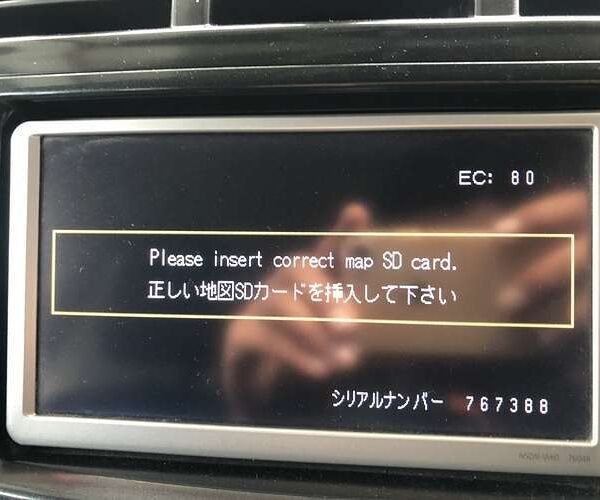 EC: 80
Please insert correct map SD card.
正しい地図SDカードを挿入して下さい
シリアルナンバー 767388